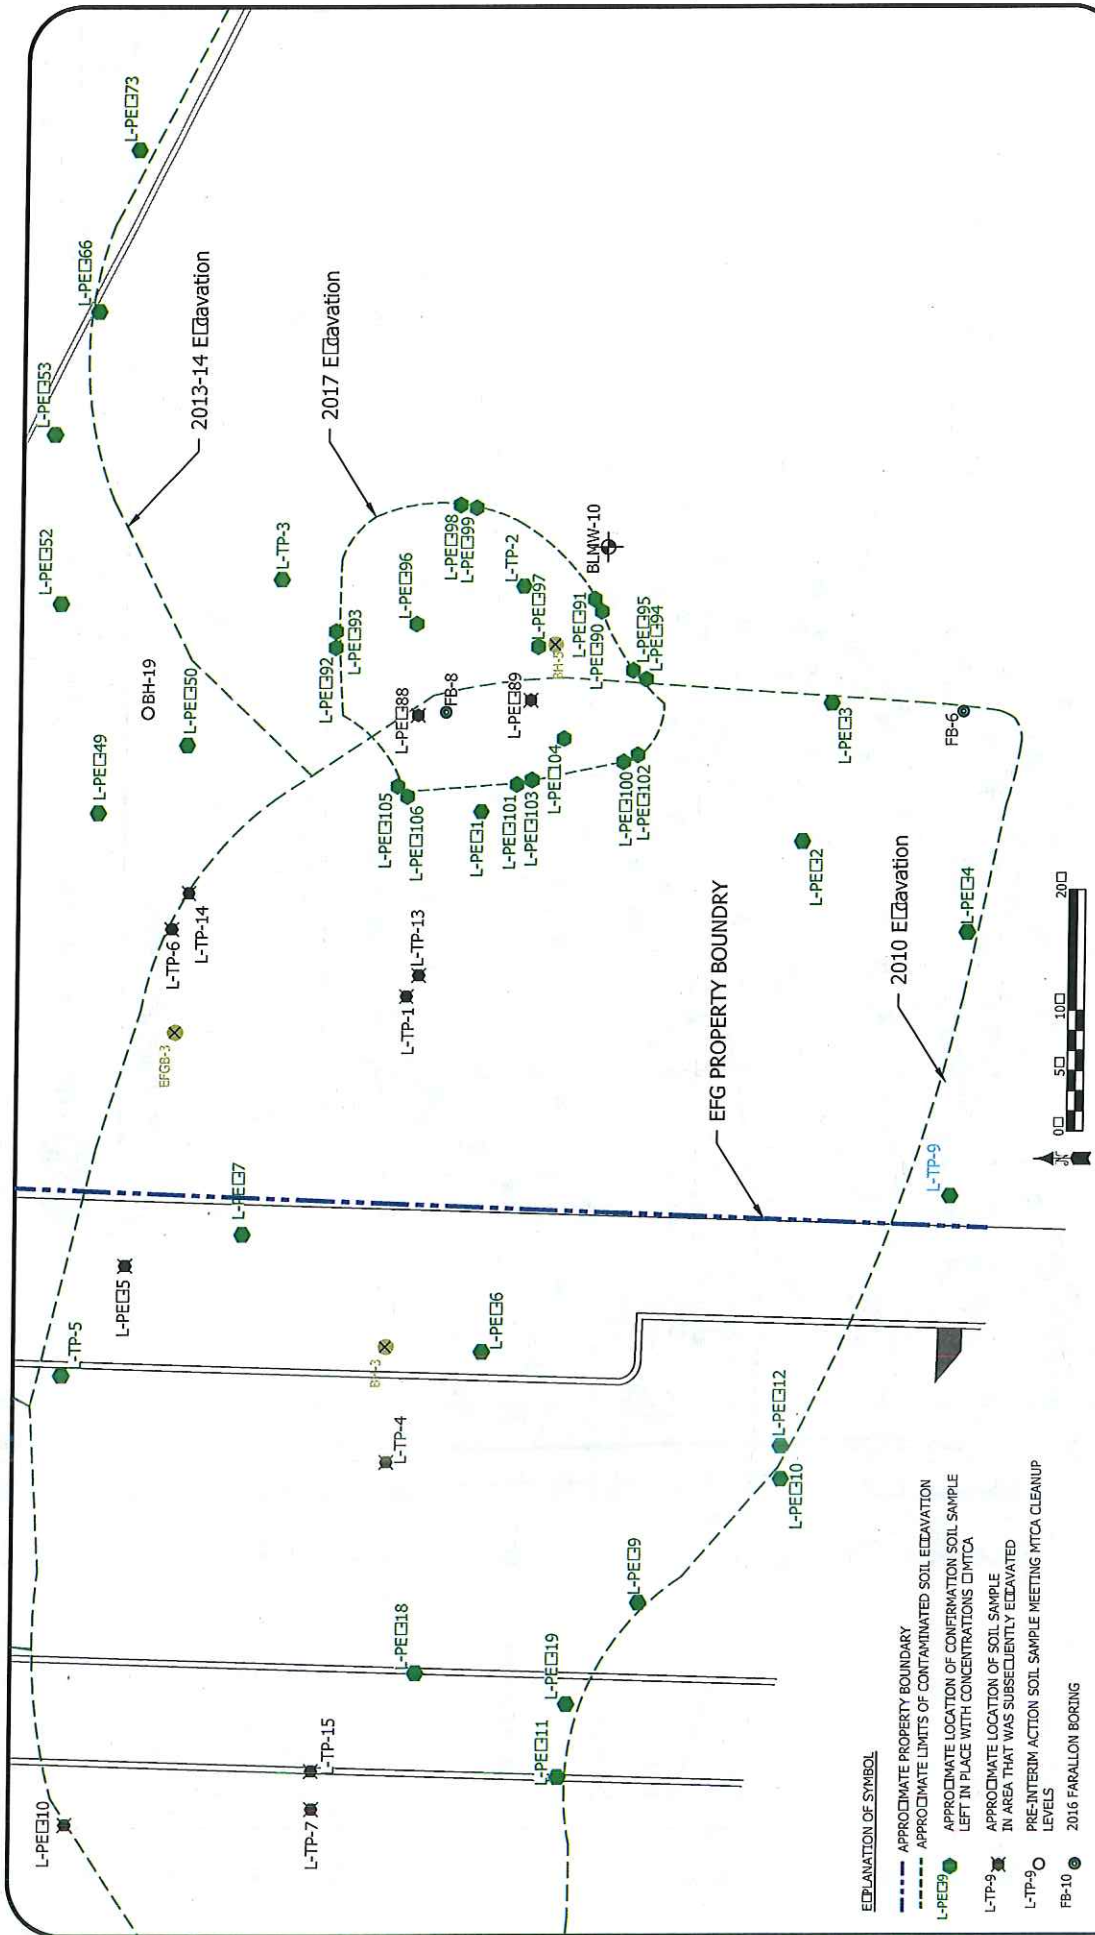 L-PE□73
L-PE□66
L-PE□53
2013-14 E□cavation
2017 E□cavation
L-PE□52
L-TP-3
L-PE□98
L-PE□99
L-PE□96
L-TP-2
BLMW-10
L-PE□93
L-PE□92
L-PE□97
BH-5
L-PE□91
L-PE□90
L-PE□95
L-PE□94
BH-19
L-PE□50
L-PE□49
L-PE□88
FB-8
L-PE□89
L-PE□104
L-PE□105
L-PE□106
L-PE□1
L-PE□101
L-PE□103
L-PE□100
L-PE□102
L-PE□3
FB-6
L-PE□2
L-PE□4
L-TP-6
L-TP-14
L-TP-1
L-TP-13
EFGB-3
EFG PROPERTY BOUNDRY
2010 E□cavation
L-PE□7
L-TP-9
L-PE□5
L-TP-5
BH-3
L-PE□6
L-TP-4
L-PE□12
L-PE□10
L-PE□9
L-PE□18
L-PE□19
L-PE□11
L-TP-15
L-TP-7
L-PE□10
0□ 5□ 10□ 20□
N
E□PLANATION OF SYMBOL
APPRO□IMATE PROPERTY BOUNDARY
APPRO□IMATE LIMITS OF CONTAMINATED SOIL E□CAVATION
L-PE□9 APPRO□IMATE LOCATION OF CONFIRMATION SOIL SAMPLE
LEFT IN PLACE WITH CONCENTRATIONS □MTCA
L-TP-9 APPRO□IMATE LOCATION OF SOIL SAMPLE
IN AREA THAT WAS SUBSE□UENTLY E□CAVATED
L-TP-9 PRE-INTERIM ACTION SOIL SAMPLE MEETING MTCA CLEANUP
LEVELS
FB-10 2016 FARALLON BORING